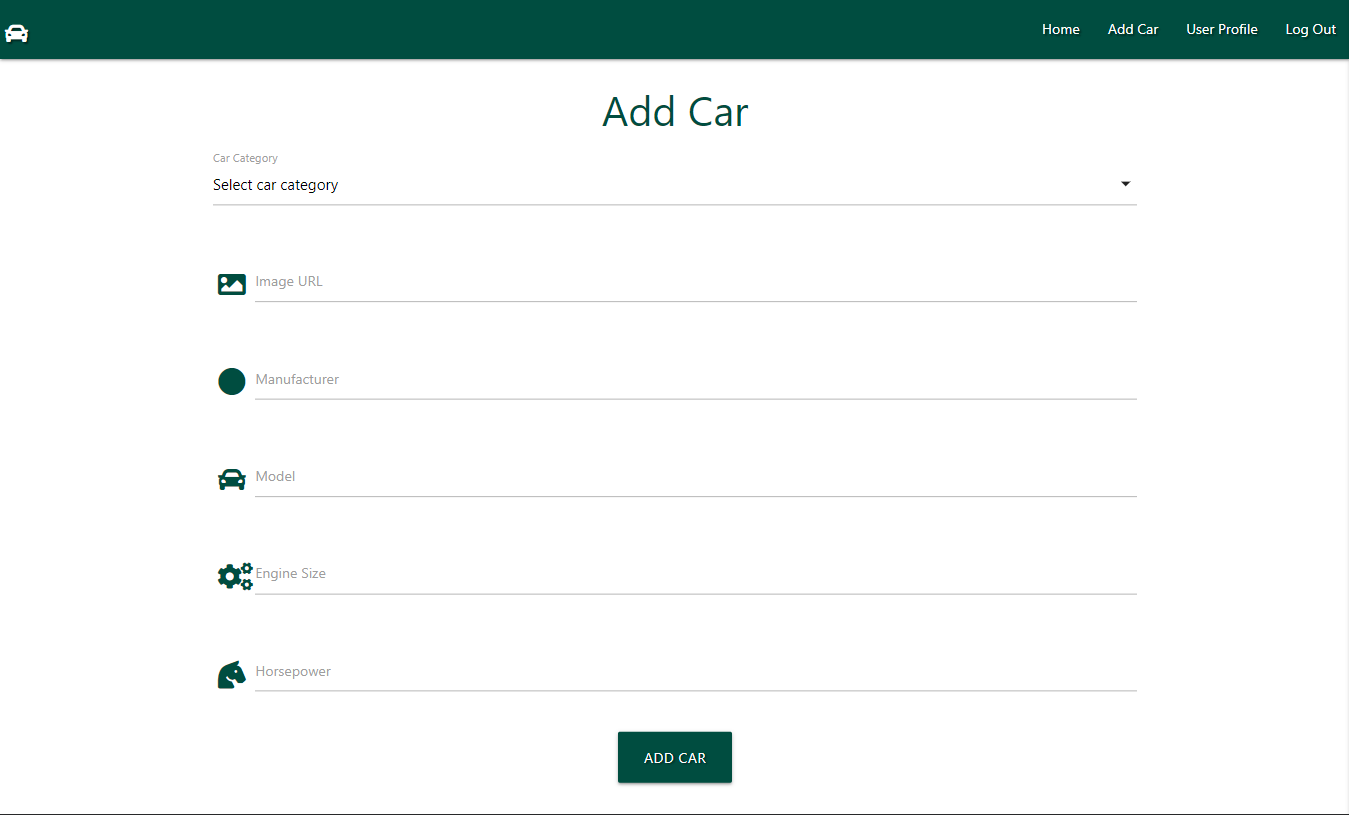 Home Add Car User Profile Log Out
Add Car
Car Category
Select car category
Image URL
Manufacturer
Model
Engine Size
Horsepower
ADD CAR